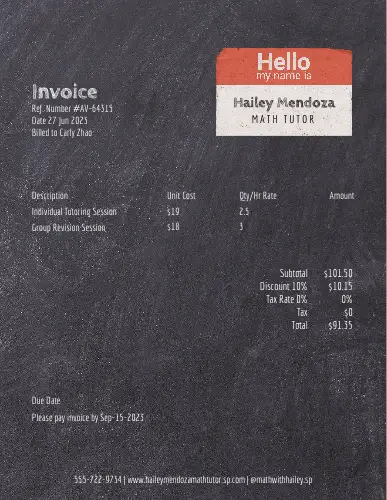 Hello
my name is
Hailey Mendoza
MATH TUTOR
Invoice
Ref. Number #AV-64315
Date 27 Jun 2023
Billed to Carly Zhao
Description Unit Cost Qty/Hr Rate Amount
Individual Tutoring Session $19 2.5
Group Revision Session $18 3
Subtotal $101.50
Discount 10% $10.15
Tax Rate 0% 0%
Tax $0
Total $91.35
Due Date
Please pay invoice by Sep-15-2023
555-722-9754 | www.haileymendozamathtutor.sp.com | @mathwithhailey.sp